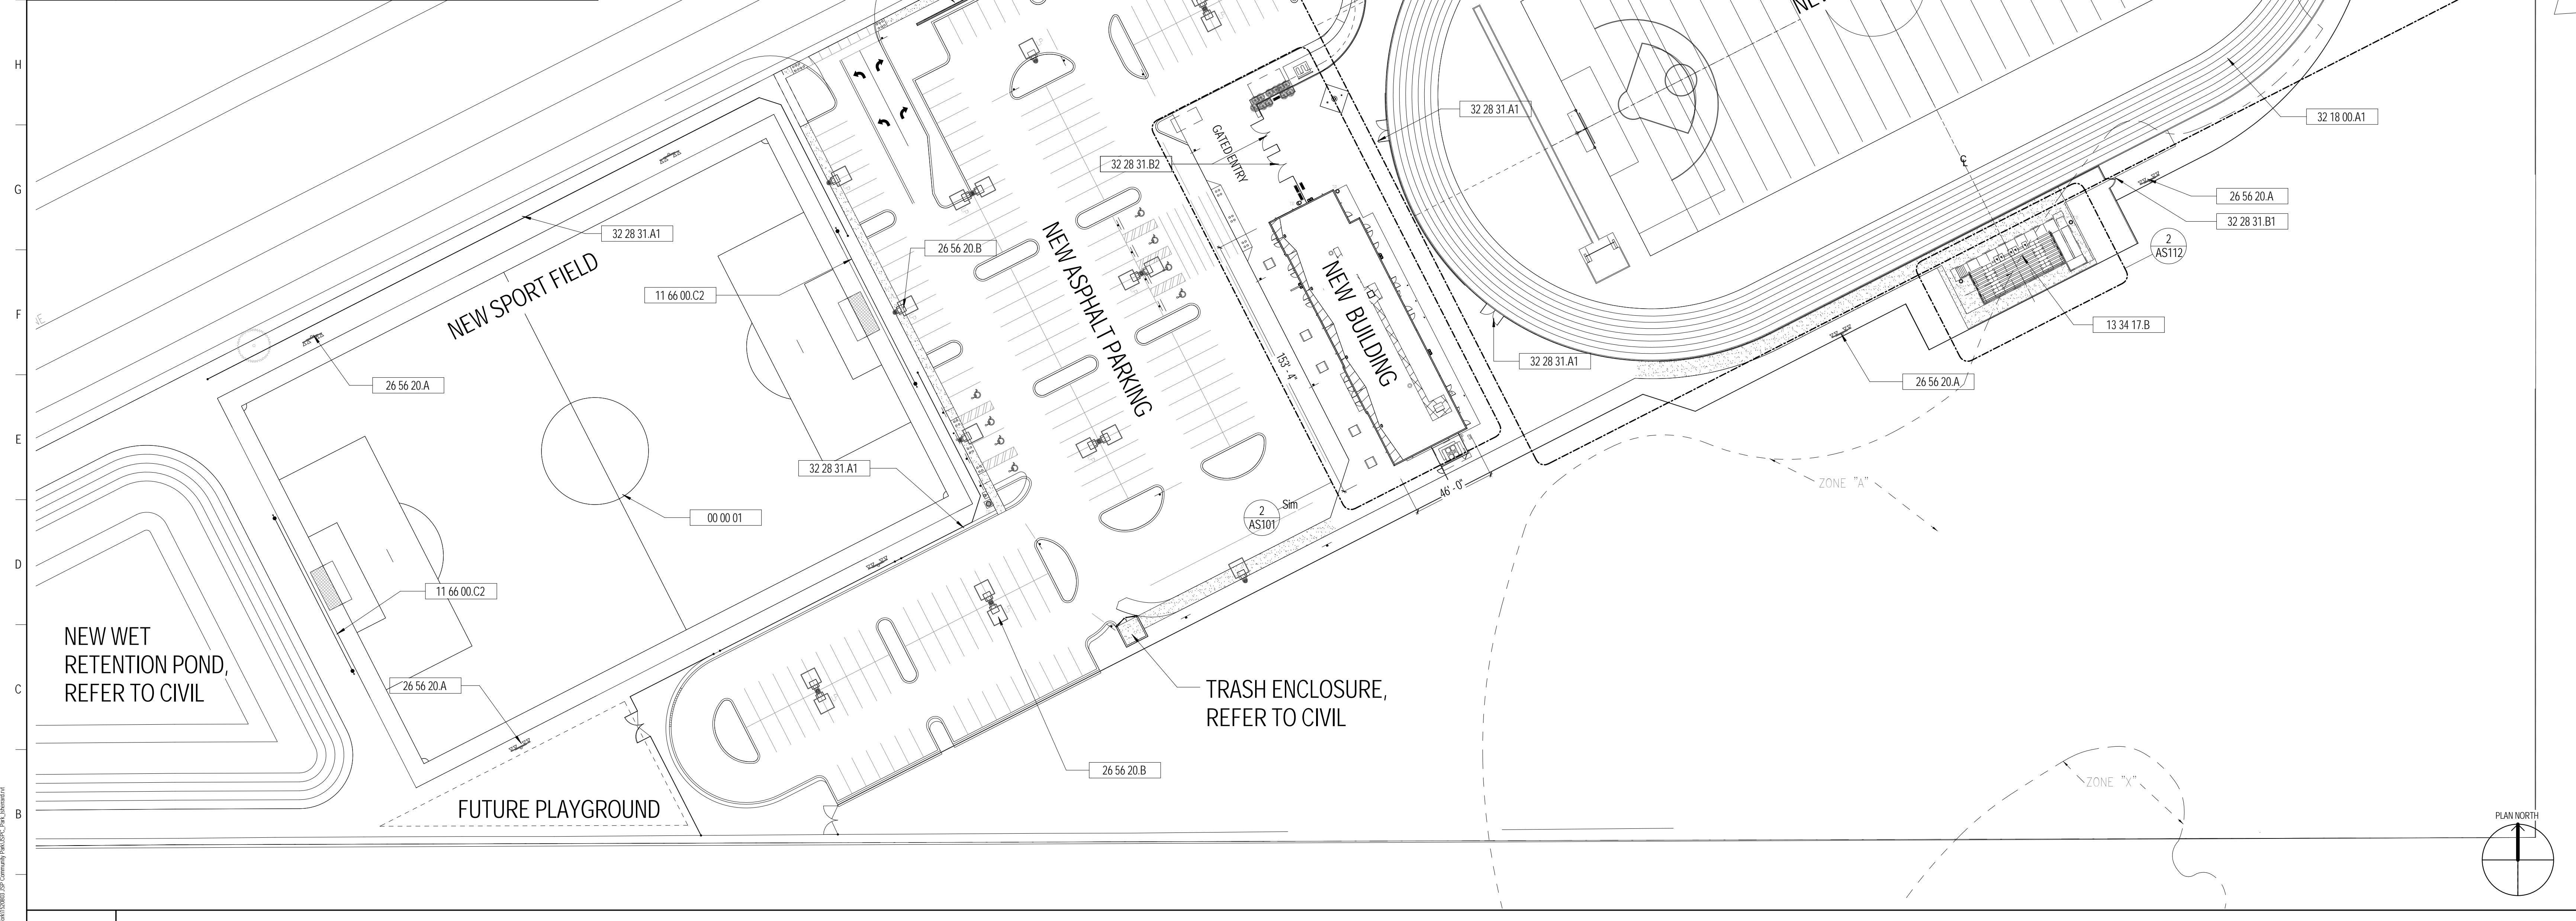 H
G
F
E
D
C
B
32 28 31.A1
32 18 00.A1
GATED ENTRY
32 28 31.B2
26 56 20.A
32 28 31.B1
2
AS112
32 28 31.A1
26 56 20.B
NEW ASPHALT PARKING
NEW SPORT FIELD
11 66 00.C2
NEW BUILDING
13 34 17.B
153' - 4"
32 28 31.A1
26 56 20.A
26 56 20.A
32 28 31.A1
ZONE "A"
46' - 0"
2
AS101
Sim
00 00 01
11 66 00.C2
NEW WET
RETENTION POND,
REFER TO CIVIL
26 56 20.A
TRASH ENCLOSURE,
REFER TO CIVIL
26 56 20.B
ZONE "X"
FUTURE PLAYGROUND
PLAN NORTH